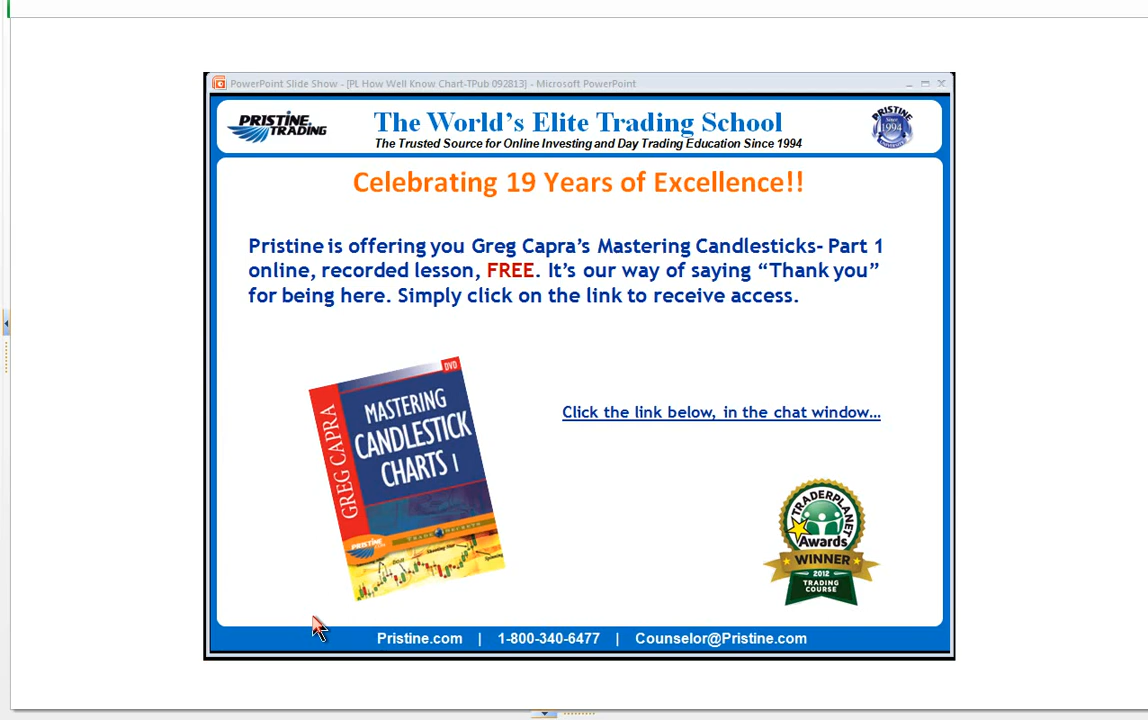 PowerPoint Slide Show - [PL How Well Know Chart-TPub 092813] - Microsoft PowerPoint
PRISTINE
TRADING
The World's Elite Trading School
The Trusted Source for Online Investing and Day Trading Education Since 1994
PRISTINE
Since
1994
Celebrating 19 Years of Excellence!!
Pristine is offering you Greg Capra's Mastering Candlesticks- Part 1
online, recorded lesson, FREE. It's our way of saying “Thank you”
for being here. Simply click on the link to receive access.
DVD
GREG CAPRA
MASTERING
CANDLESTICK
CHARTS I
PRISTINE
Click the link below, in the chat window...
TRADERPLANET
Awards
WINNER
2012
TRADING
COURSE
Pristine.com | 1-800-340-6477 | Counselor@Pristine.com